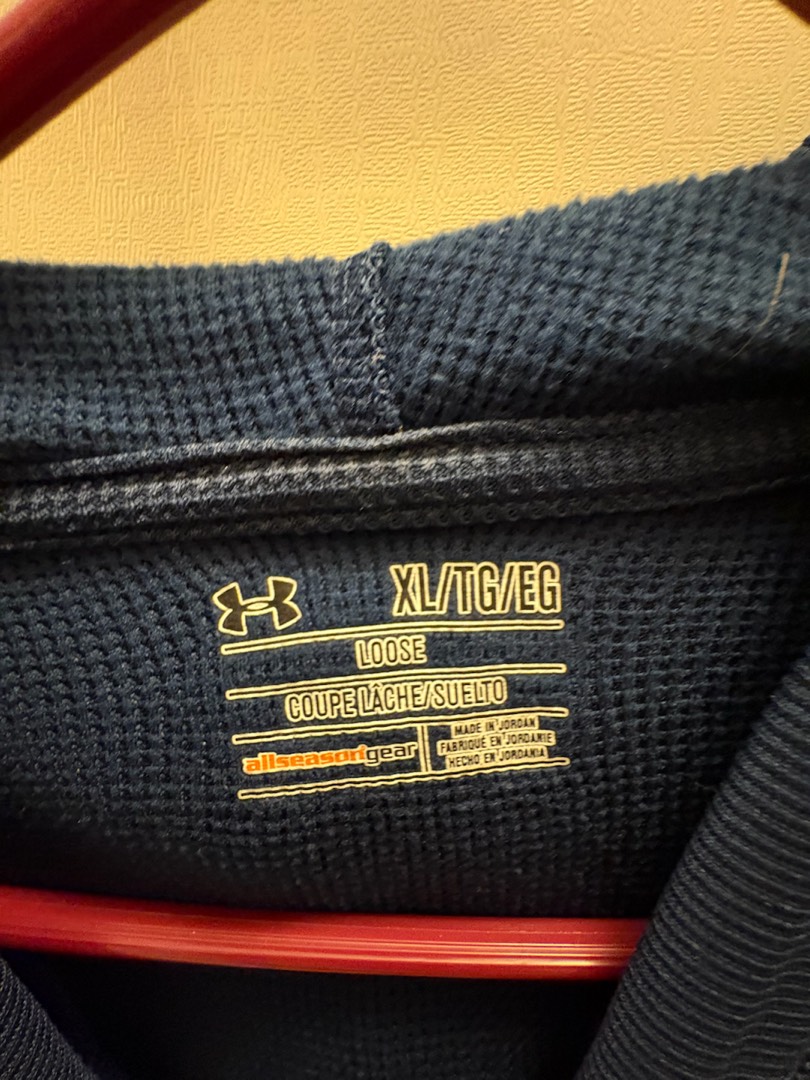 XL/TG/EG
LOOSE
COUPE LÂCHE/SUELTO
allseasongear
MADE IN JORDAN
FABRIQUÉ EN JORDANIE
HECHO EN JORDANIA